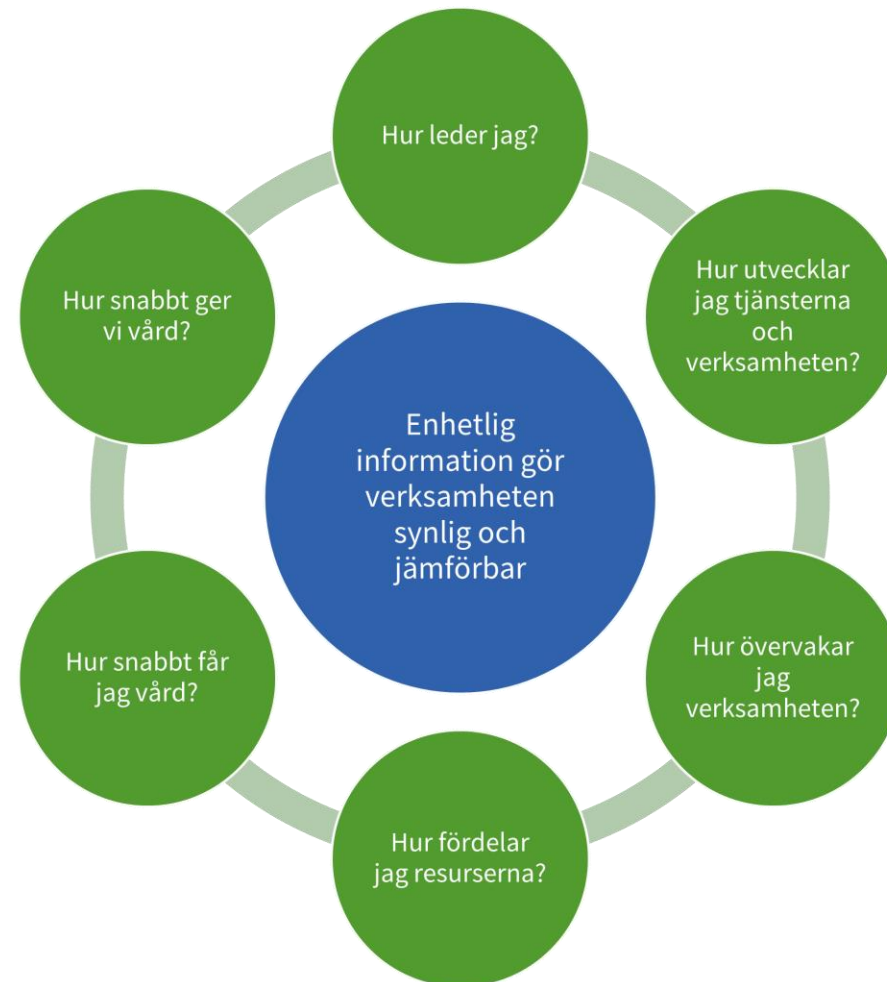 Hur leder jag?
Hur utvecklar
jag tjänsterna
och
verksamheten?
Hur övervakar
jag
verksamheten?
Hur fördelar
jag resurserna?
Hur snabbt får
jag vård?
Hur snabbt ger
vi vård?
Enhetlig
information gör
verksamheten
synlig och
jämförbar